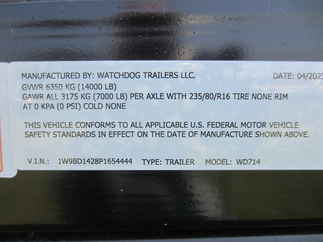 MANUFACTURED BY: WATCHDOG TRAILERS LLC, DATE: 04/202
GVWR 6350 KG (14000 LB)
GAWR ALL 3175 KG (7000 LB) PER AXLE WITH 235/80/R16 TIRE NONE RIM
AT 0 KPA (0 PSI) COLD NONE
THIS VEHICLE CONFORMS TO ALL APPLICABLE U.S. FEDERAL MOTOR VEHICLE
SAFETY STANDARDS IN EFFECT ON THE DATE OF MANUFACTURE SHOWN ABOVE.
V.I.N.: 1W9BD1428P1654444 TYPE: TRAILER MODEL: WD714